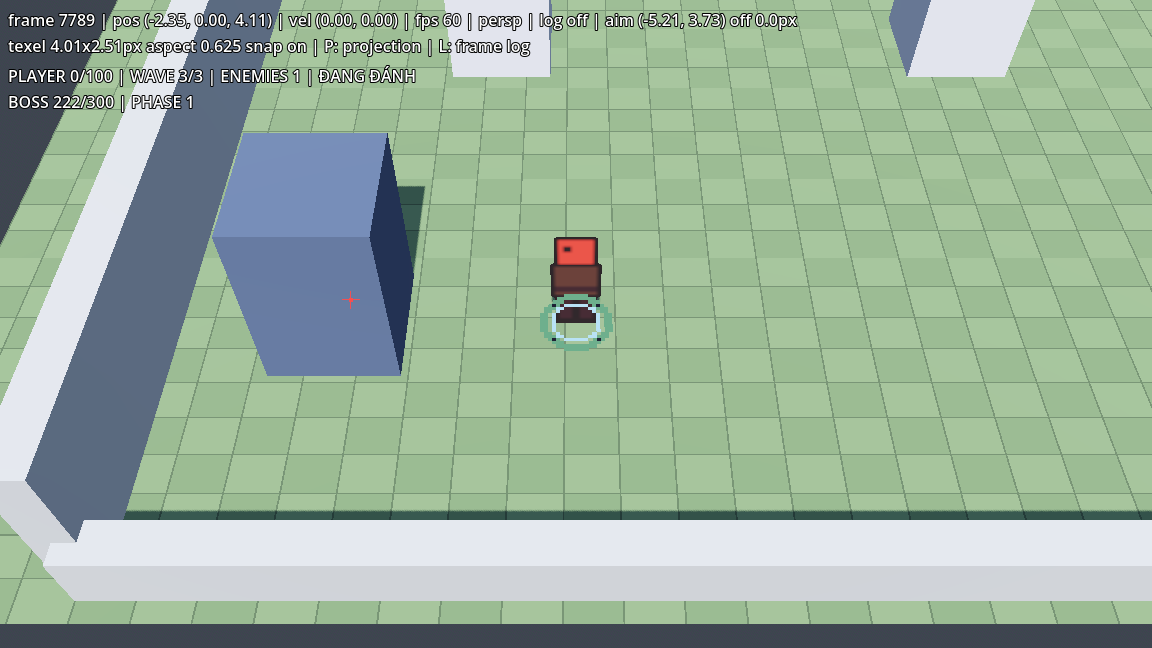 frame 7789 | pos (-2.35, 0.00, 4.11) | vel (0.00, 0.00) | fps 60 | persp | log off | aim (-5.21, 3.73) off 0.0px
texel 4.01x2.51px aspect 0.625 snap on | P: projection | L: frame log
PLAYER 0/100 | WAVE 3/3 | ENEMIES 1 | ĐANG ĐÁNH
BOSS 222/300 | PHASE 1